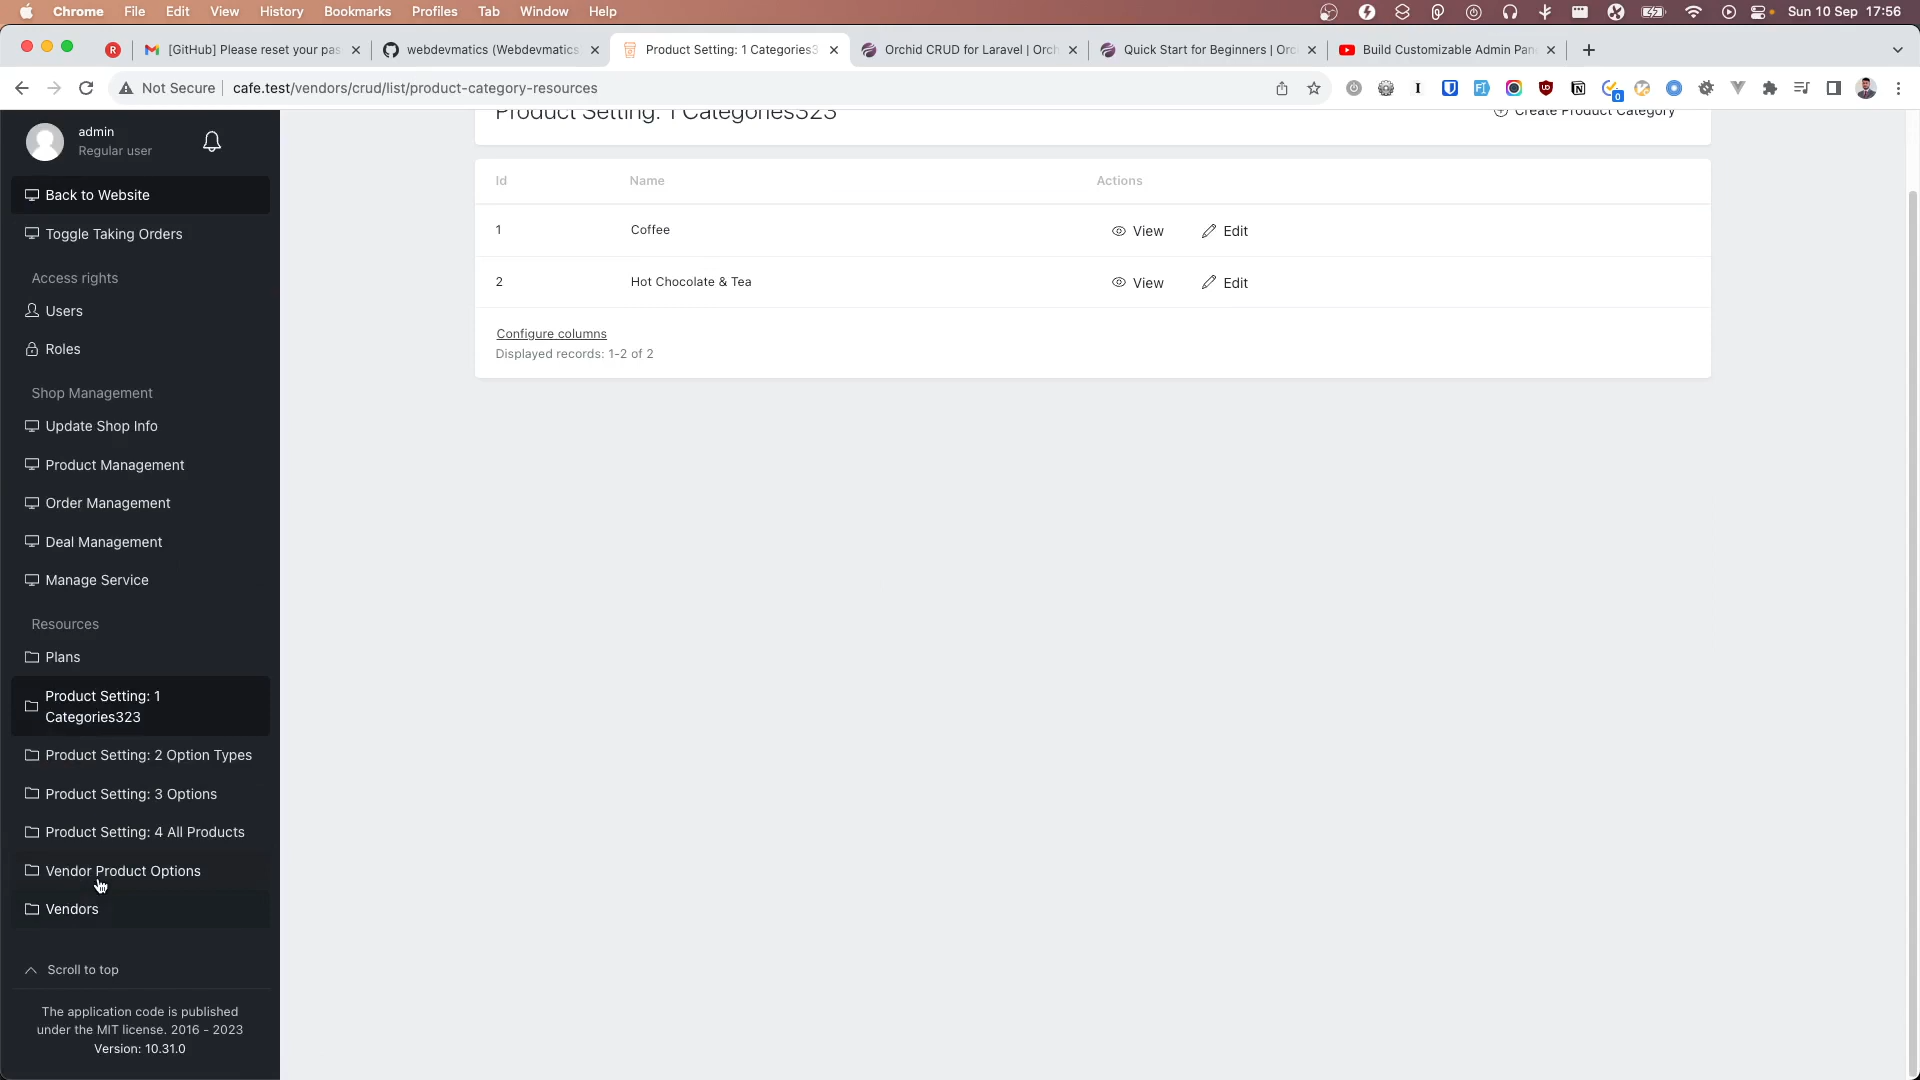 Chrome File Edit View History Bookmarks Profiles Tab Window Help Sun 10 Sep 17:56
[GitHub] Please reset your pas webdevmatics (Webdevmatics Product Setting: 1 Categories3 Orchid CRUD for Laravel | Orch Quick Start for Beginners | Orc Build Customizable Admin Pan
Not Secure cafe.test/vendors/crud/list/product-category-resources
admin
Regular user
Back to Website
Toggle Taking Orders
Access rights
Users
Roles
Shop Management
Update Shop Info
Product Management
Order Management
Deal Management
Manage Service
Resources
Plans
Product Setting: 1
Categories323
Product Setting: 2 Option Types
Product Setting: 3 Options
Product Setting: 4 All Products
Vendor Product Options
Vendors
Scroll to top
The application code is published
under the MIT license. 2016 - 2023
Version: 10.31.0
Product Setting: 1 Categories323 Create Product Category
Id Name Actions
1 Coffee View Edit
2 Hot Chocolate & Tea View Edit
Configure columns
Displayed records: 1-2 of 2